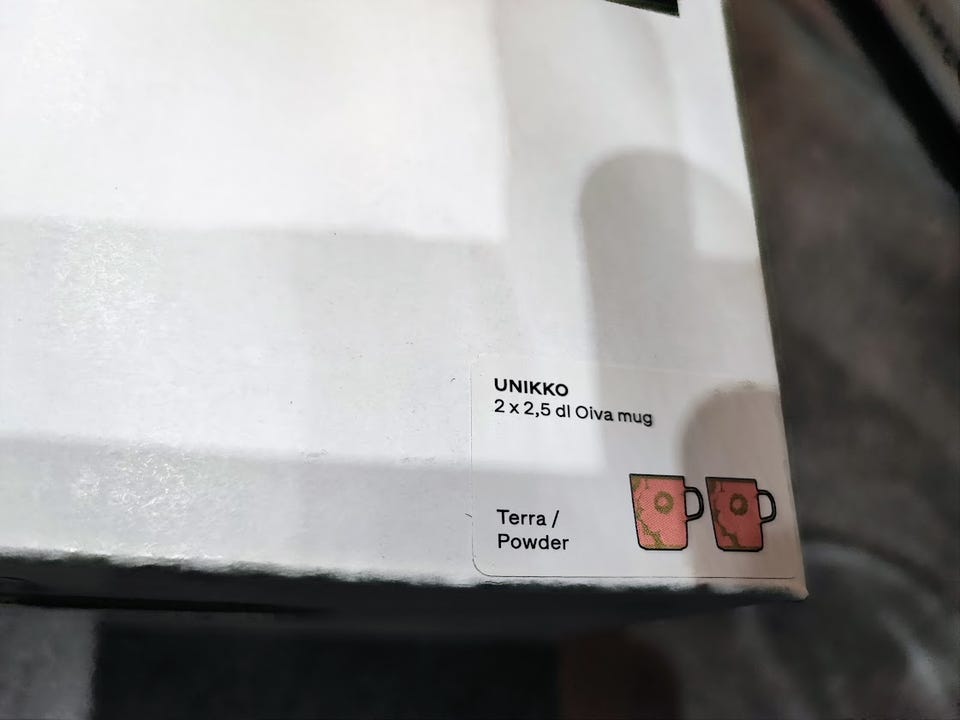 UNIKKO
2 x 2,5 dl Oiva mug
Terra /
Powder